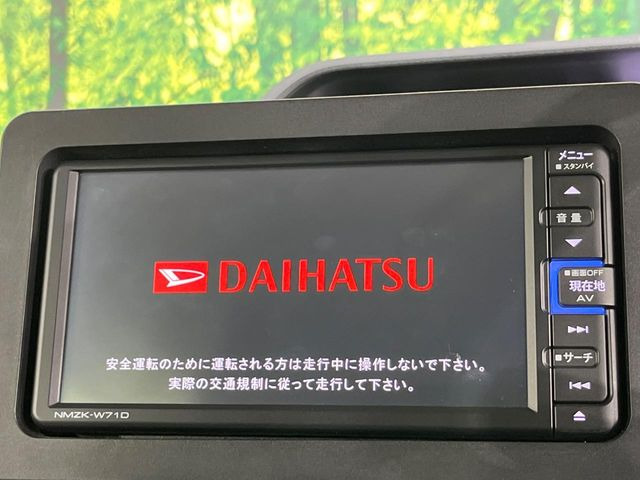 メニュー
■スタンバイ
音量
■画面OFF
現在地
AV
■サーチ
DAIHATSU
安全運転のために運転される方は走行中に操作しないで下さい。
実際の交通規制に従って走行して下さい。
NMZK-W71D